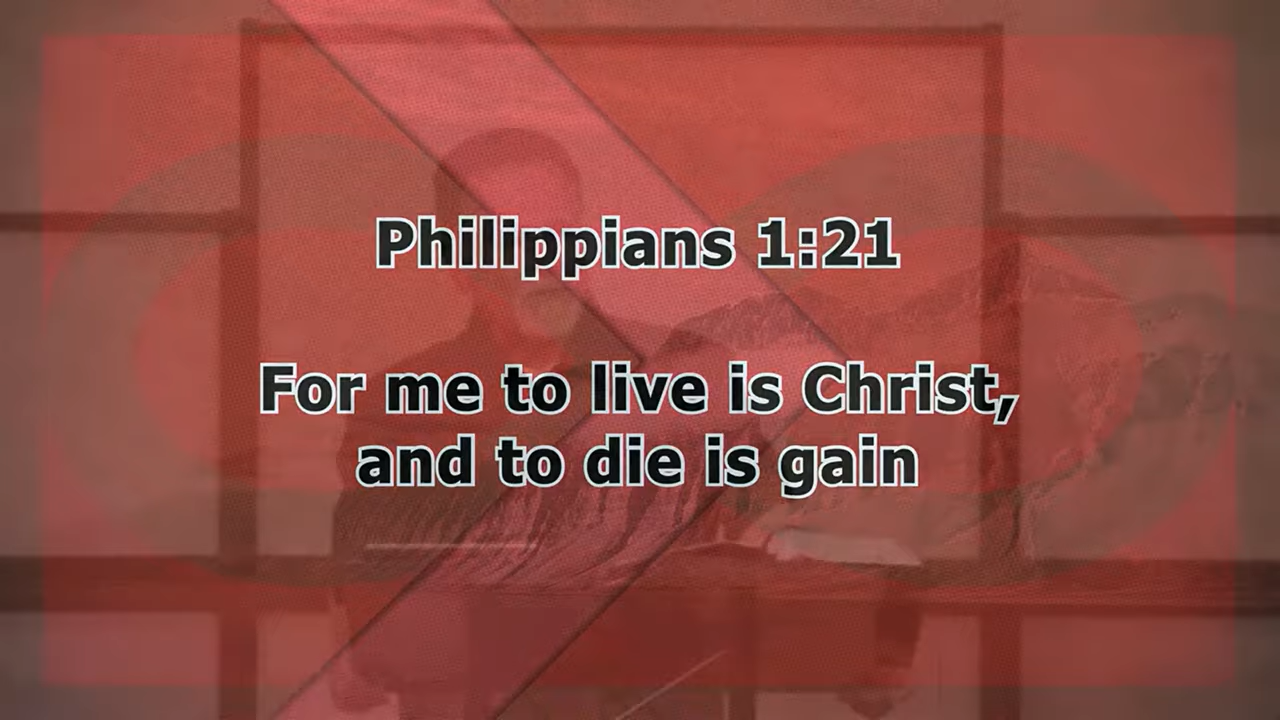 Philippians 1:21
For me to live is Christ,
and to die is gain